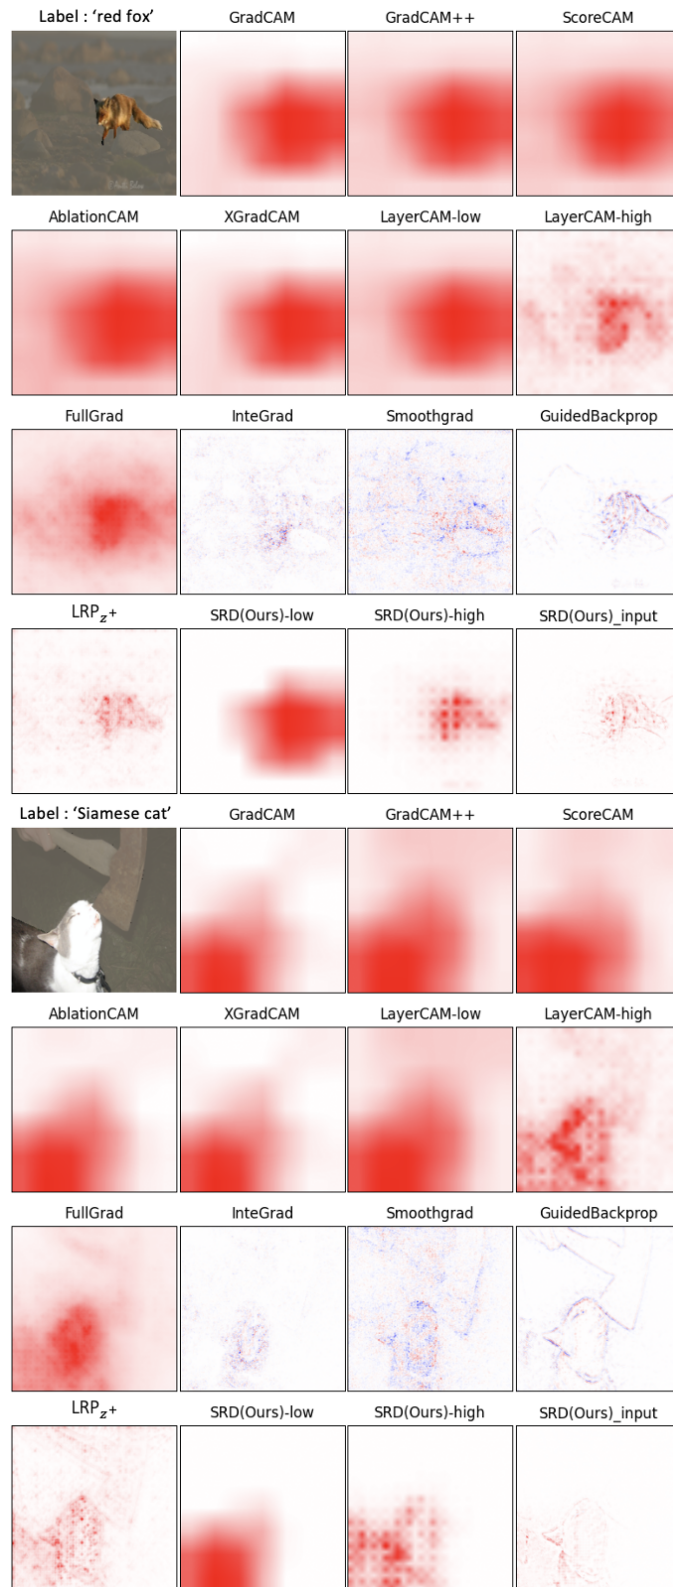 Label : ‘red fox’ GradCAM GradCAM++ ScoreCAM
AblationCAM XGradCAM LayerCAM-low LayerCAM-high
FullGrad InteGrad Smoothgrad GuidedBackprop
LRP_z+ SRD(Ours)-low SRD(Ours)-high SRD(Ours)_input
Label : ‘Siamese cat’ GradCAM GradCAM++ ScoreCAM
AblationCAM XGradCAM LayerCAM-low LayerCAM-high
FullGrad InteGrad Smoothgrad GuidedBackprop
LRP_z+ SRD(Ours)-low SRD(Ours)-high SRD(Ours)_input